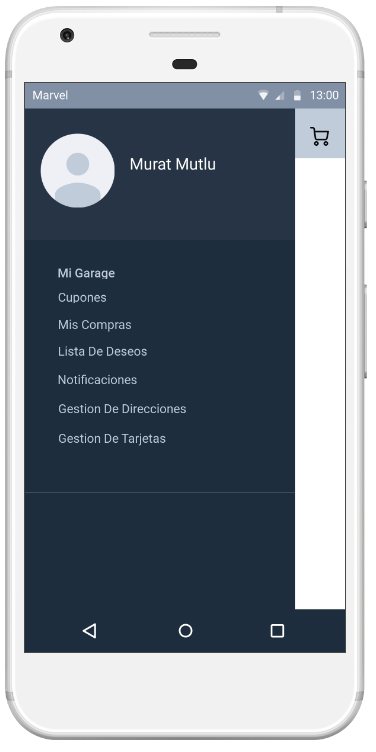 Marvel
13:00
Murat Mutlu
Mi Garage
Cupones
Mis Compras
Lista De Deseos
Notificaciones
Gestion De Direcciones
Gestion De Tarjetas